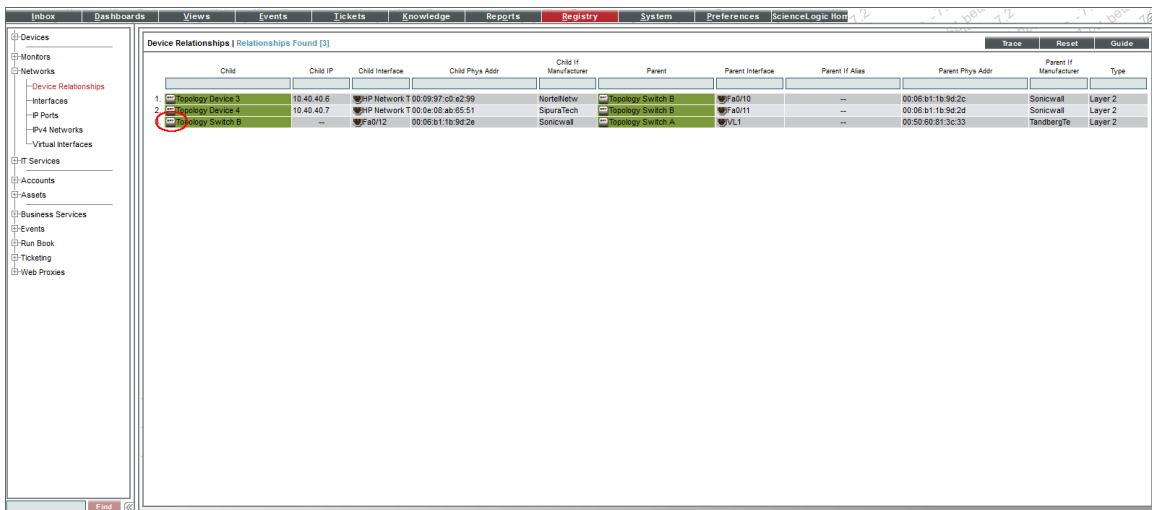 Inbox Dashboards Views Events Tickets Knowledge Reports Registry System Preferences ScienceLogic Hom
Devices
Monitors
Networks
Device Relationships
Interfaces
IP Ports
IPv4 Networks
Virtual Interfaces
IT Services
Accounts
Assets
Business Services
Events
Run Book
Ticketing
Web Proxies
Find
Device Relationships | Relationships Found [3]
Trace Reset Guide
Child Child IP Child Interface Child Phys Addr Child If Manufacturer Parent Parent Interface Parent If Alias Parent Phys Addr Parent If Manufacturer Type
1. Topology Device 3 10.40.40.6 HP Network T 00:09:97:c0:e2:99 NortelNetw Topology Switch B Fa0/10 -- 00:06:b1:1b:9d:2c Sonicwall Layer 2
2. Topology Device 4 10.40.40.7 HP Network T 00:0e:08:ab:65:51 SipuraTech Topology Switch B Fa0/11 -- 00:06:b1:1b:9d:2d Sonicwall Layer 2
Topology Switch B -- Fa0/12 00:06:b1:1b:9d:2e Sonicwall Topology Switch A VL1 -- 00:50:60:81:3c:33 TandbergTe Layer 2